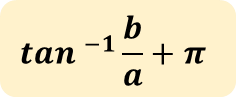 tan ⁻¹ b/a + π